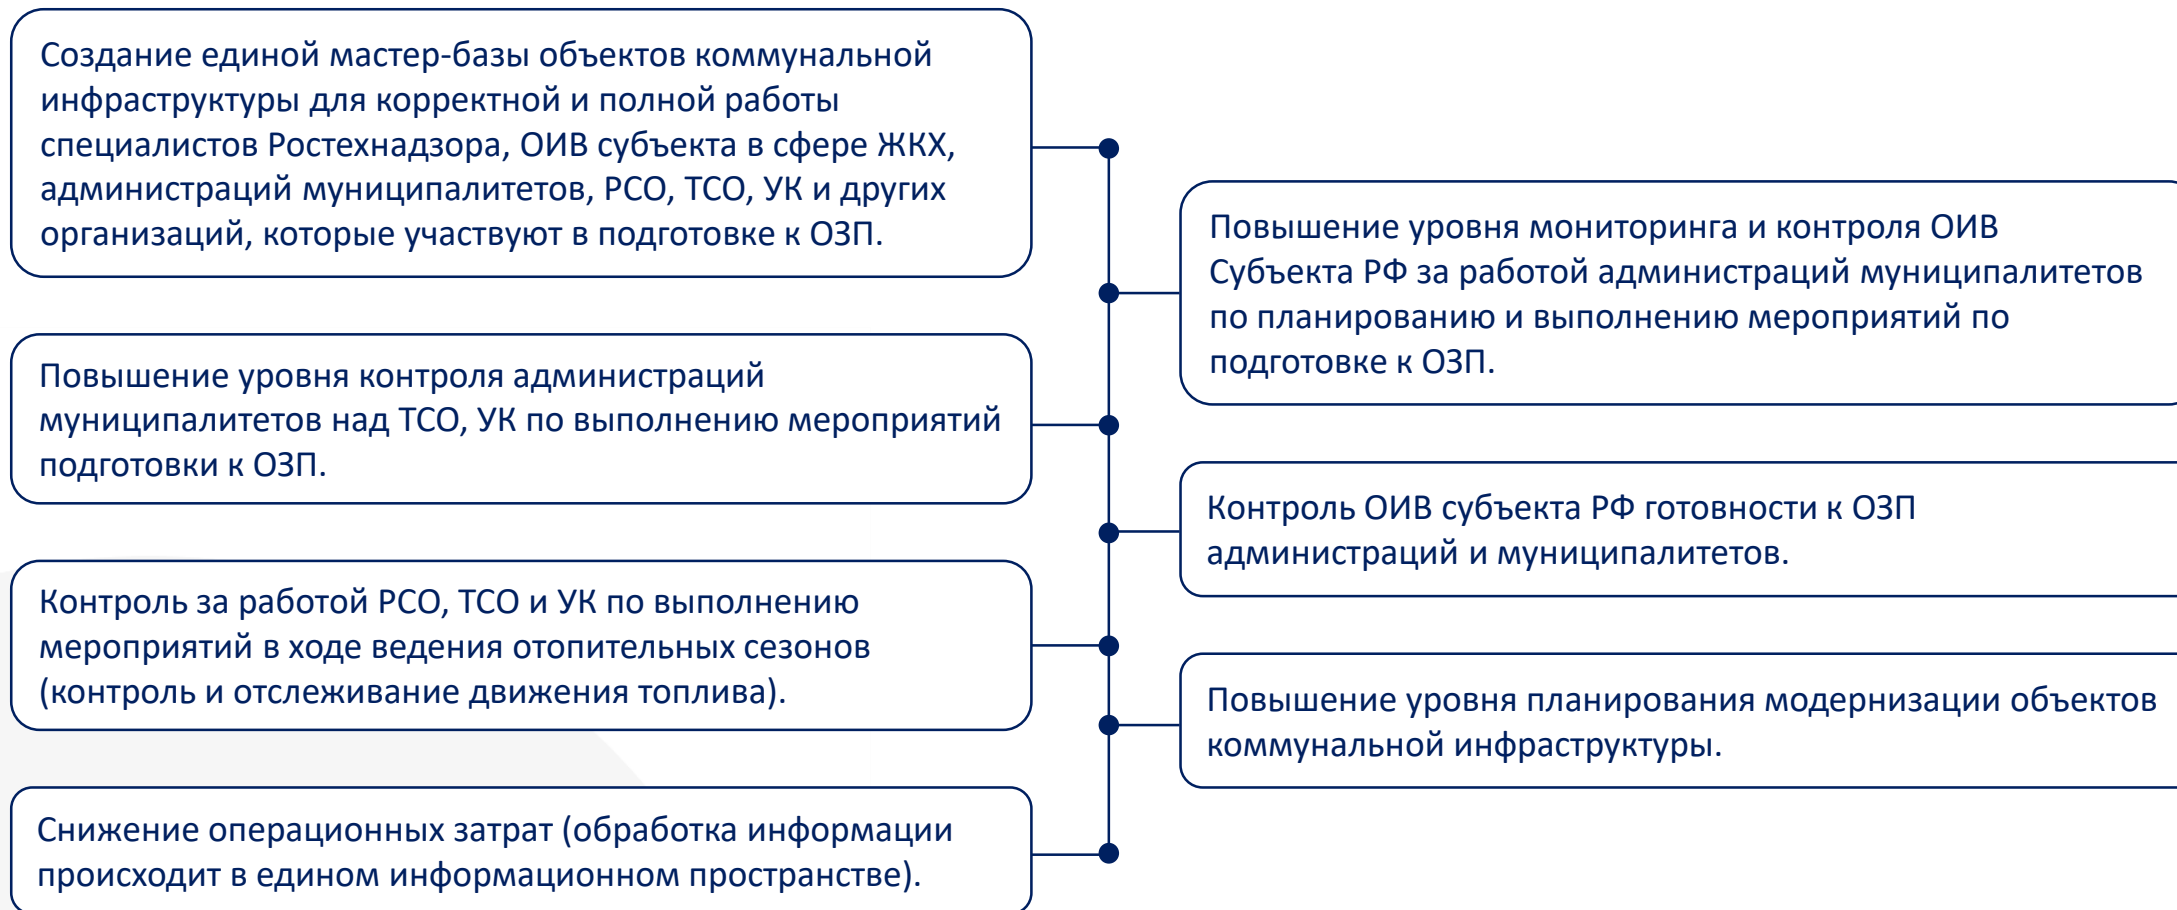 Создание единой мастер-базы объектов коммунальной
инфраструктуры для корректной и полной работы
специалистов Ростехнадзора, ОИВ субъекта в сфере ЖКХ,
администраций муниципалитетов, РСО, ТСО, УК и других
организаций, которые участвуют в подготовке к ОЗП.
Повышение уровня мониторинга и контроля ОИВ
Субъекта РФ за работой администраций муниципалитетов
по планированию и выполнению мероприятий по
подготовке к ОЗП.
Повышение уровня контроля администраций
муниципалитетов над ТСО, УК по выполнению мероприятий
подготовки к ОЗП.
Контроль ОИВ субъекта РФ готовности к ОЗП
администраций и муниципалитетов.
Контроль за работой РСО, ТСО и УК по выполнению
мероприятий в ходе ведения отопительных сезонов
(контроль и отслеживание движения топлива).
Повышение уровня планирования модернизации объектов
коммунальной инфраструктуры.
Снижение операционных затрат (обработка информации
происходит в едином информационном пространстве).